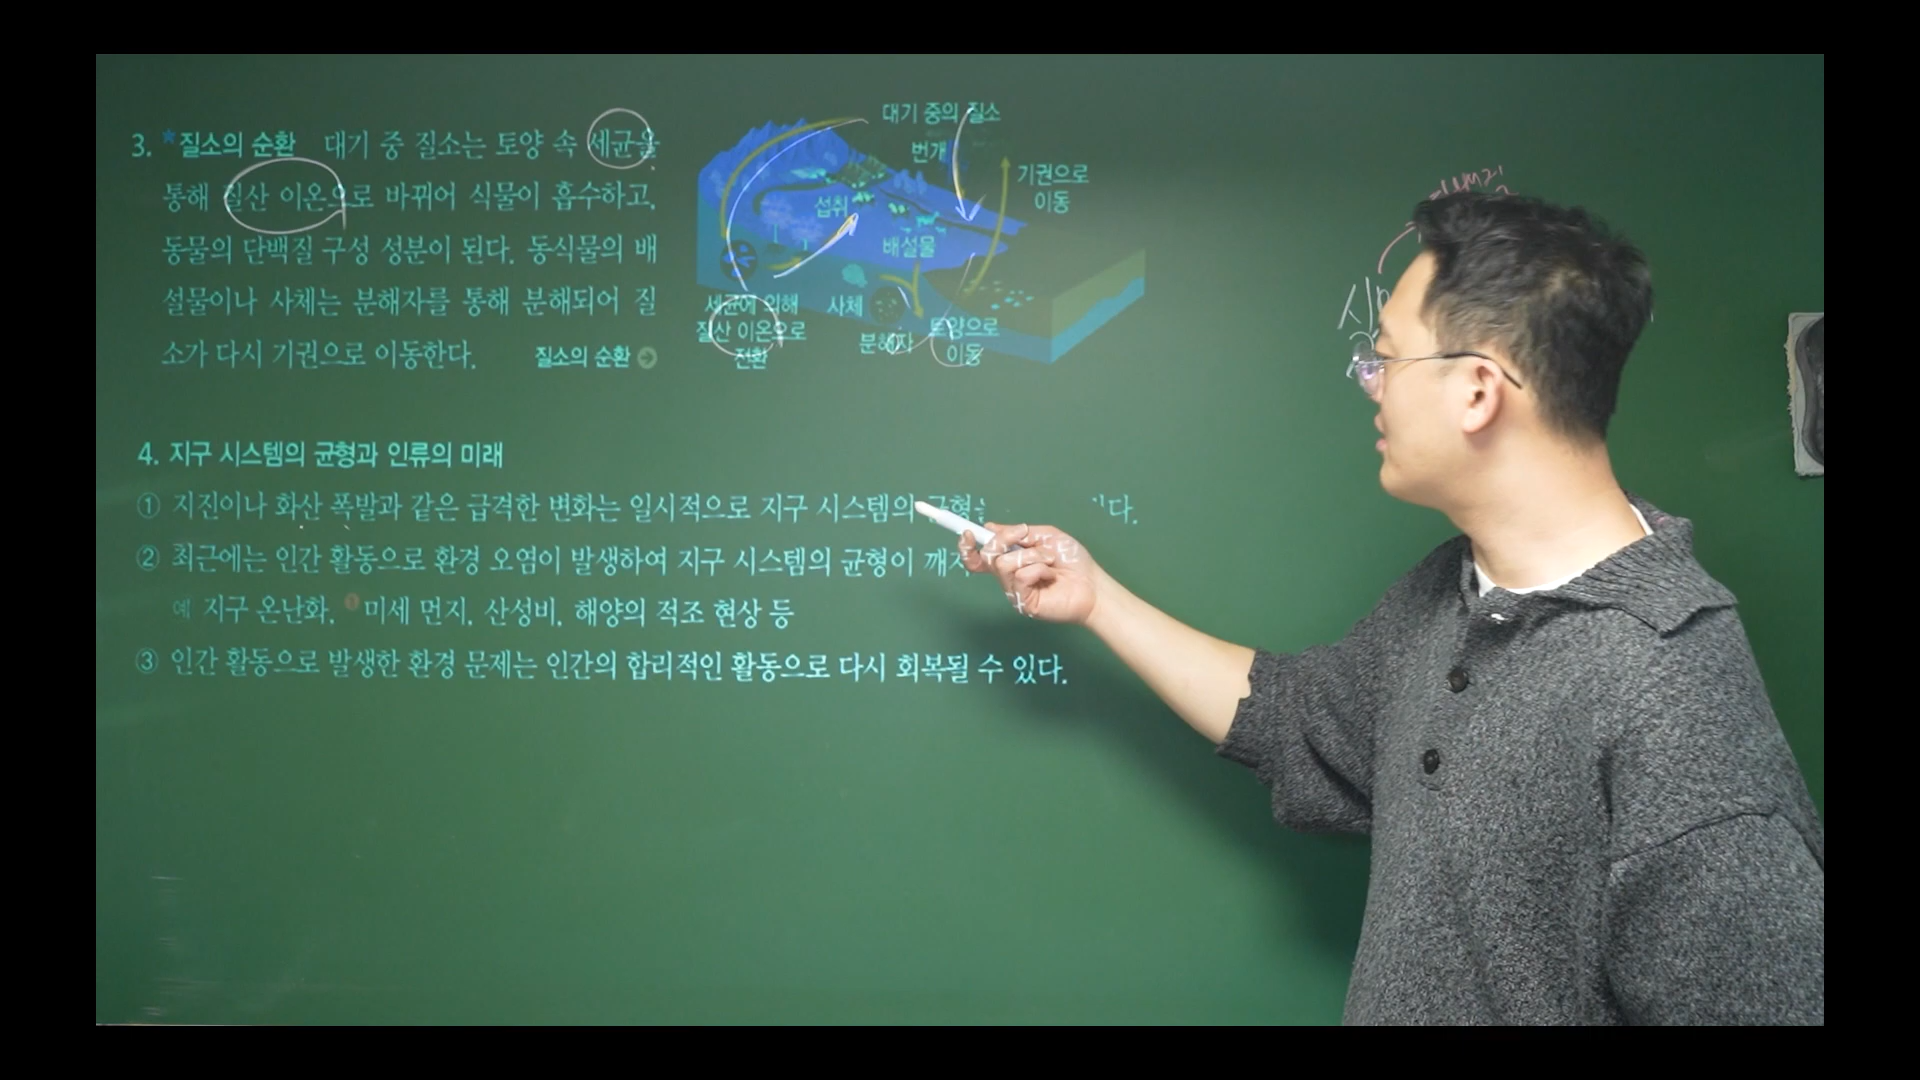 3. *질소의 순환 대기 중 질소는 토양 속 세균을
통해 질산 이온으로 바뀌어 식물이 흡수하고,
동물의 단백질 구성 성분이 된다. 동식물의 배
설물이나 사체는 분해자를 통해 분해되어 질
소가 다시 기권으로 이동한다. 질소의 순환
대기 중의 질소
번개
기권으로
이동
섭취
배설물
세균에 의해
질산 이온으로
전환
사체
분해자
토양으로
이동
4. 지구 시스템의 균형과 인류의 미래
① 지진이나 화산 폭발과 같은 급격한 변화는 일시적으로 지구 시스템의
② 최근에는 인간 활동으로 환경 오염이 발생하여 지구 시스템의 균형이
예 지구 온난화, 미세 먼지, 산성비, 해양의 적조 현상 등
③ 인간 활동으로 발생한 환경 문제는 인간의 합리적인 활동으로 다시 회복될 수 있다.